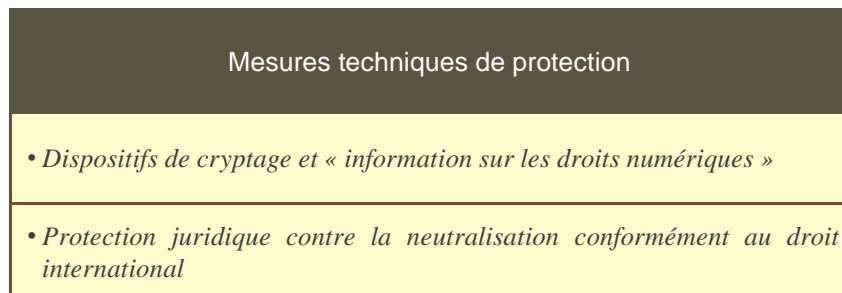 Mesures techniques de protection
• Dispositifs de cryptage et « information sur les droits numériques »
• Protection juridique contre la neutralisation conformément au droit
international